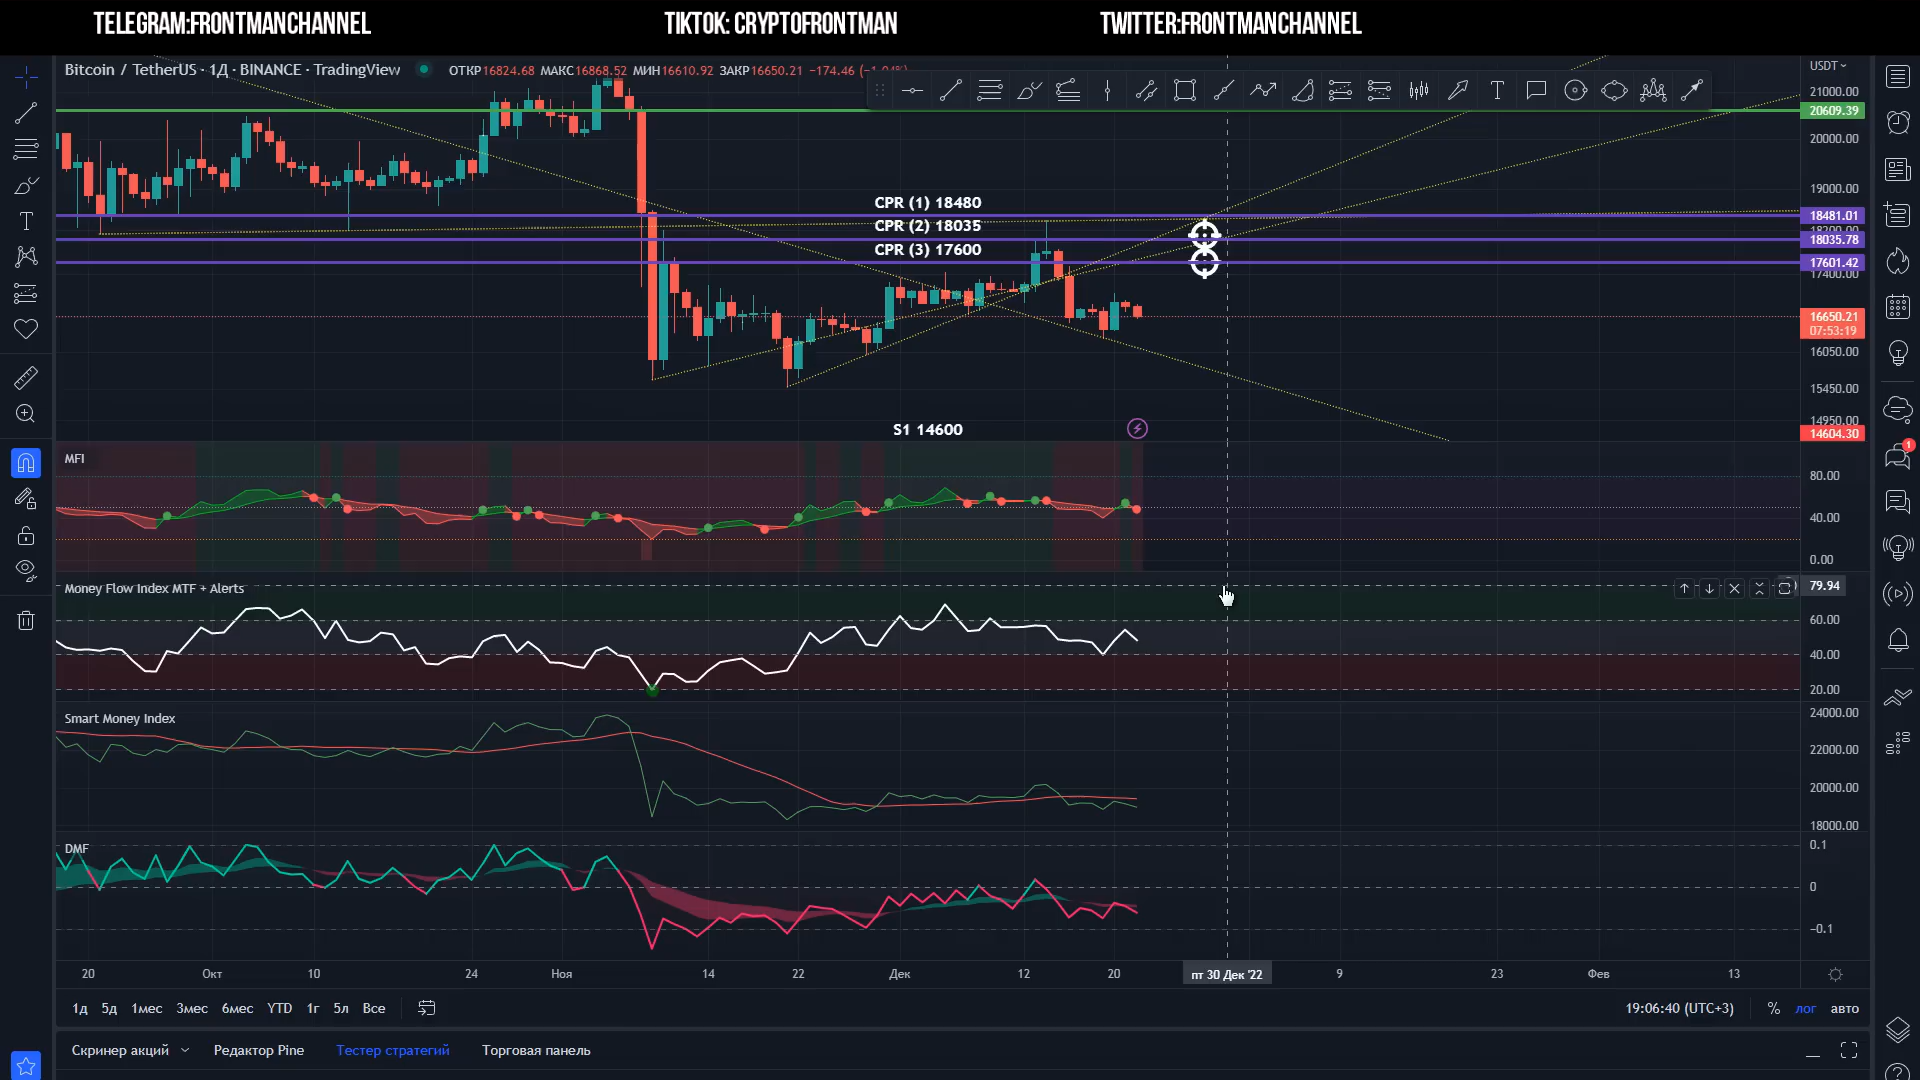 TELEGRAM:FRONTMANCHANNEL TIKTOK: CRYPTOFRONTMAN TWITTER:FRONTMANCHANNEL
Bitcoin / TetherUS · 1Д · BINANCE · TradingView ОТКР16824.68 МАКС16868.52 МИН16610.92 ЗАКР16650.21 −174.46
USDT
21000.00
20609.39
20000.00
19000.00
CPR (1) 18480
18481.01
CPR (2) 18035
18035.78
CPR (3) 17600
17601.42
17400.00
16650.21
07:53:19
16050.00
15450.00
14950.00
S1 14600
14604.30
MFI
80.00
40.00
0.00
Money Flow Index MTF + Alerts
79.94
60.00
40.00
20.00
Smart Money Index
24000.00
22000.00
20000.00
18000.00
DMF
0.1
0
−0.1
20 Окт 10 24 Ноя 14 22 Дек 12 20 пт 30 Дек '22 9 23 Фев 13
1д 5д 1мес 3мес 6мес YTD 1г 5л Все 19:06:40 (UTC+3) % лог авто
Скринер акций Редактор Pine Тестер стратегий Торговая панель
1